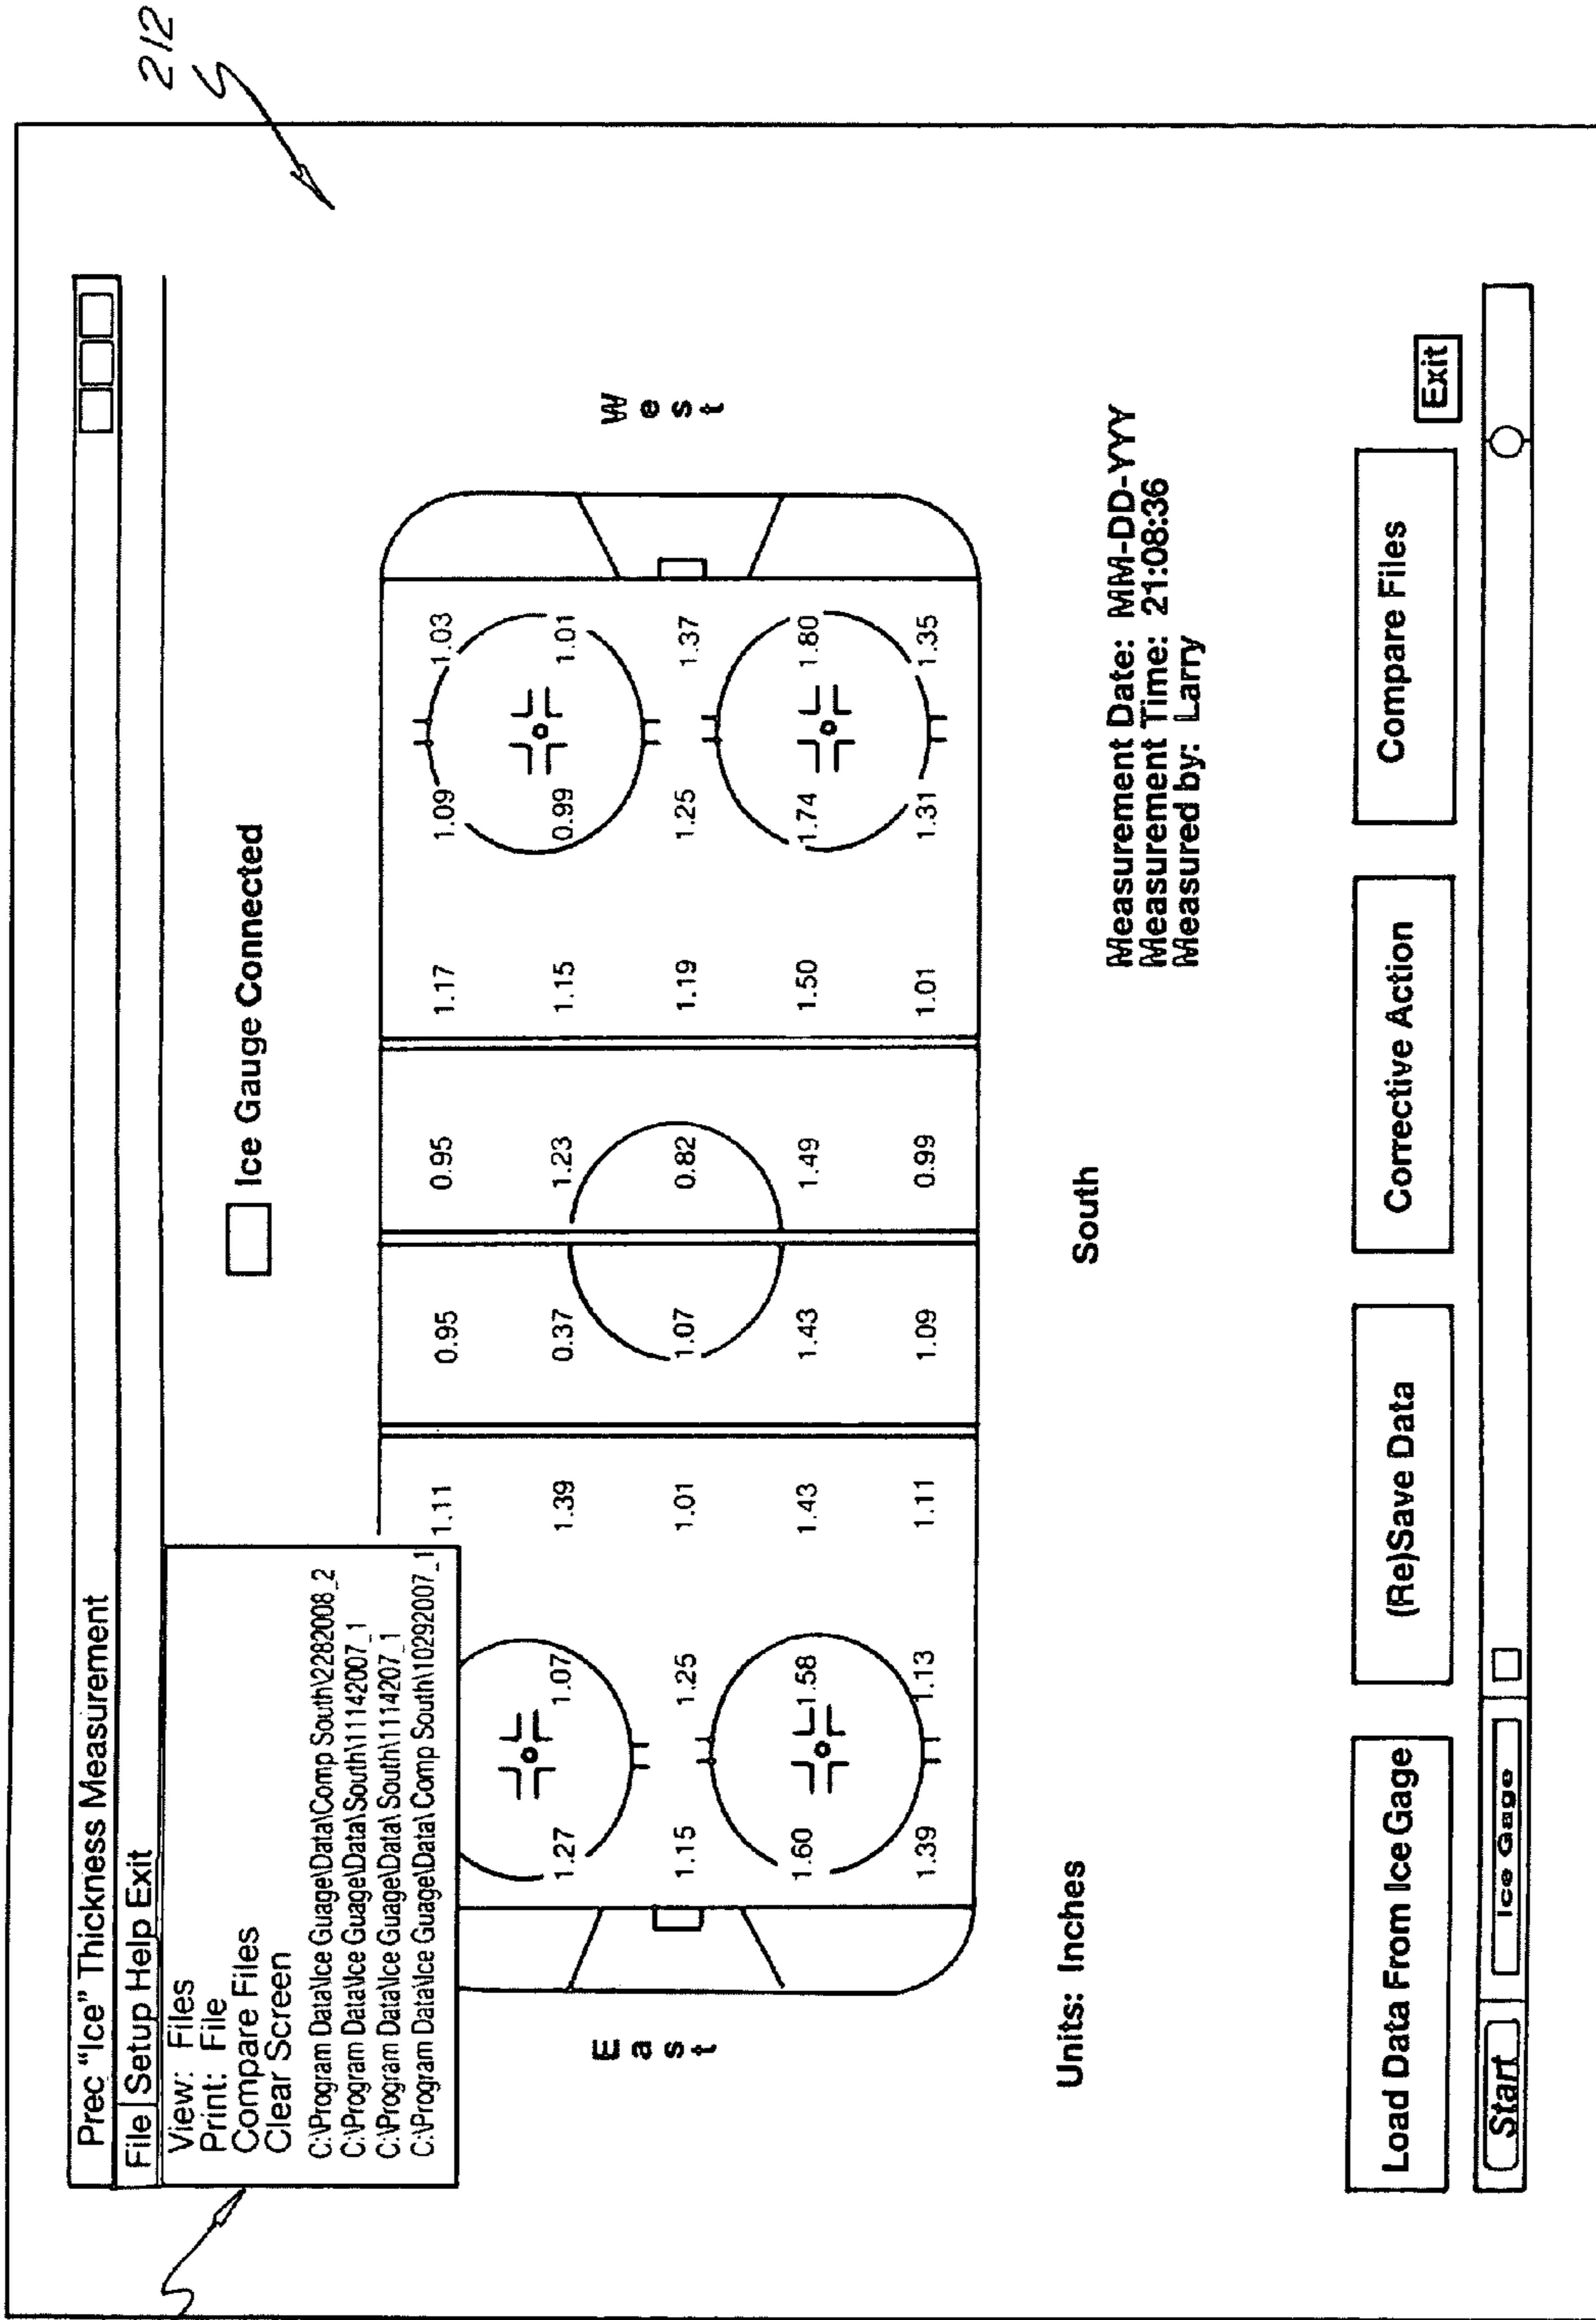 212
Prec “Ice” Thickness Measurement
File Setup Help Exit
View: Files
Print: File
Compare Files
Clear Screen
C:\Program Data\Ice Guage\Data\Comp South\2282008_2
C:\Program Data\Ice Guage\Data\South\11142007_1
C:\Program Data\Ice Guage\Data\ South\1114207_1
C:\Program Data\Ice Guage\Data\ Comp South\10292007_1
Ice Gauge Connected
1.11 0.95 0.95 1.17 1.09 1.03
1.27 1.07 1.39 0.37 1.23 1.15 0.99 1.01
1.15 1.25 1.01 1.07 0.82 1.19 1.25 1.37
1.60 1.58 1.43 1.43 1.49 1.50 1.74 1.80
1.39 1.13 1.11 1.09 0.99 1.01 1.31 1.35
East
West
Units: Inches
South
Measurement Date: MM-DD-YYY
Measurement Time: 21:08:36
Measured by: Larry
Load Data From Ice Gage
(Re)Save Data
Corrective Action
Compare Files
Exit
Start
Ice Gage